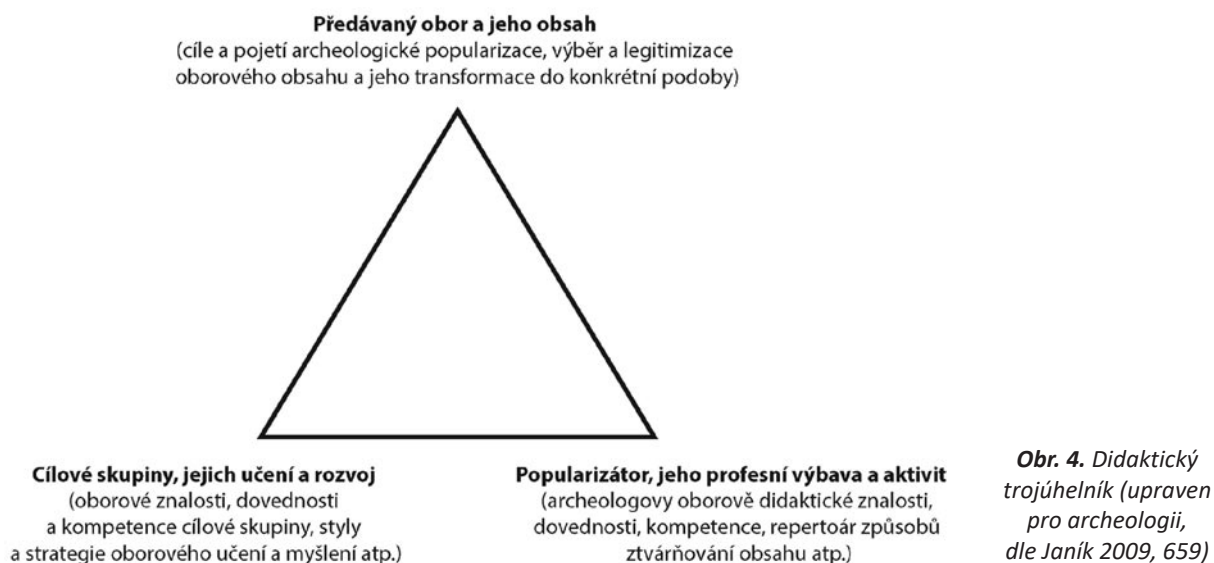 Předávaný obor a jeho obsah
(cíle a pojetí archeologické popularizace, výběr a legitimizace
oborového obsahu a jeho transformace do konkrétní podoby)
Cílové skupiny, jejich učení a rozvoj
(oborové znalosti, dovednosti
a kompetence cílové skupiny, styly
a strategie oborového učení a myšlení atp.)
Popularizátor, jeho profesní výbava a aktivit
(archeologovy oborově didaktické znalosti,
dovednosti, kompetence, repertoár způsobů
ztvárňování obsahu atp.)
Obr. 4. Didaktický
trojúhelník (upraven
pro archeologii,
dle Janík 2009, 659)